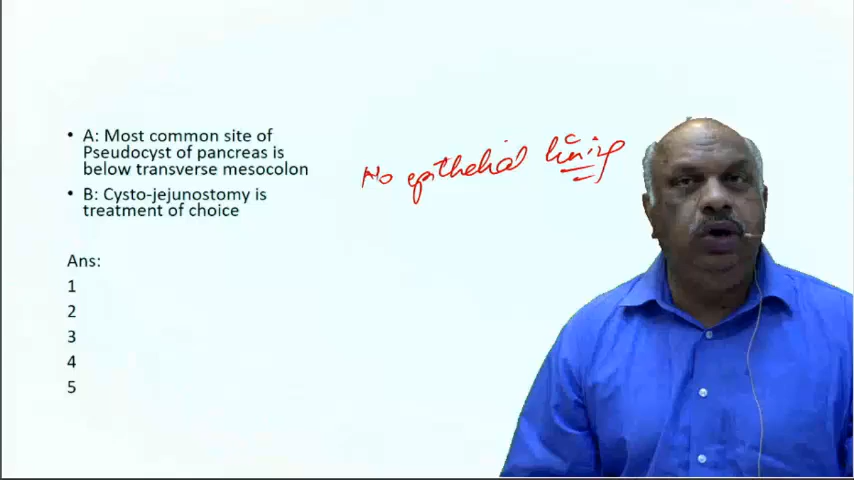 • A: Most common site of
Pseudocyst of pancreas is
below transverse mesocolon
• B: Cysto-jejunostomy is
treatment of choice
No epithelial lining
Ans:
1
2
3
4
5